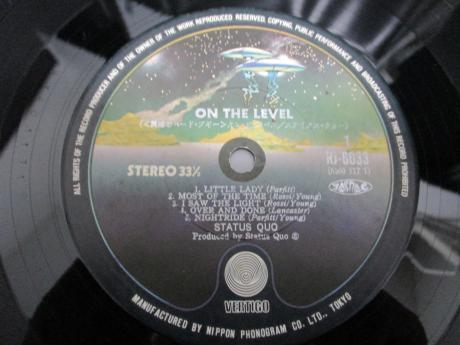 ALL RIGHTS OF THE RECORD PRODUCER AND OF THE OWNER OF THE WORK REPRODUCED RESERVED. COPYING, PUBLIC PERFORMANCE AND BROADCASTING OF THIS RECORD PROHIBITED
ON THE LEVEL
1
RJ-6033
STEREO 33⅓
1. LITTLE LADY (Parfitt)
2. MOST OF THE TIME (Rossi/Young)
3. I SAW THE LIGHT (Rossi/Young)
4. OVER AND DONE (Lancaster)
5. NIGHTRIDE (Parfitt/Young)
STATUS QUO
Produced by Status Quo Ⓟ
VERTIGO
MANUFACTURED BY NIPPON PHONOGRAM CO. LTD., TOKYO